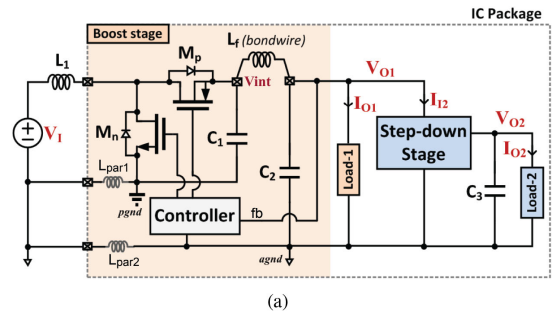 IC Package
Boost stage
L1
Mp
Lf (bondwire)
Vint
VO1
IO1
I12
VI
Mn
C1
C2
Load-1
Step-down
Stage
VO2
IO2
C3
Load-2
Lpar1
pgnd
Controller
fb
Lpar2
agnd
(a)